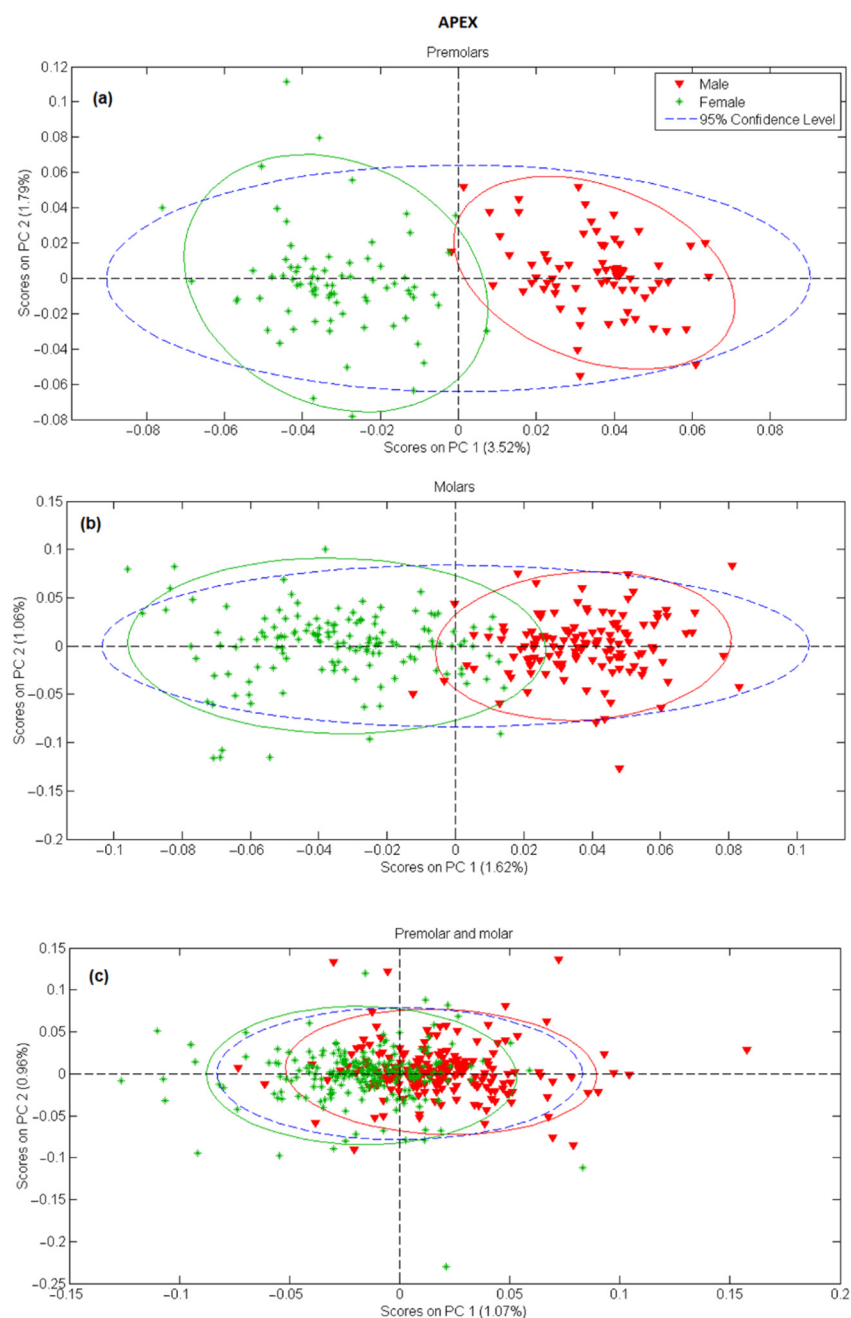 APEX
Premolars
(a)
Male
Female
95% Confidence Level
0.12
0.1
0.08
0.06
0.04
0.02
0
−0.02
−0.04
−0.06
−0.08
Scores on PC 2 (1.79%)
−0.08 −0.06 −0.04 −0.02 0 0.02 0.04 0.06 0.08
Scores on PC 1 (3.52%)
Molars
(b)
0.15
0.1
0.05
0
−0.05
−0.1
−0.15
−0.2
Scores on PC 2 (1.06%)
−0.1 −0.08 −0.06 −0.04 −0.02 0 0.02 0.04 0.06 0.08 0.1
Scores on PC 1 (1.62%)
Premolar and molar
(c)
0.15
0.1
0.05
0
−0.05
−0.1
−0.15
−0.2
−0.25
Scores on PC 2 (0.96%)
−0.15 −0.1 −0.05 0 0.05 0.1 0.15 0.2
Scores on PC 1 (1.07%)